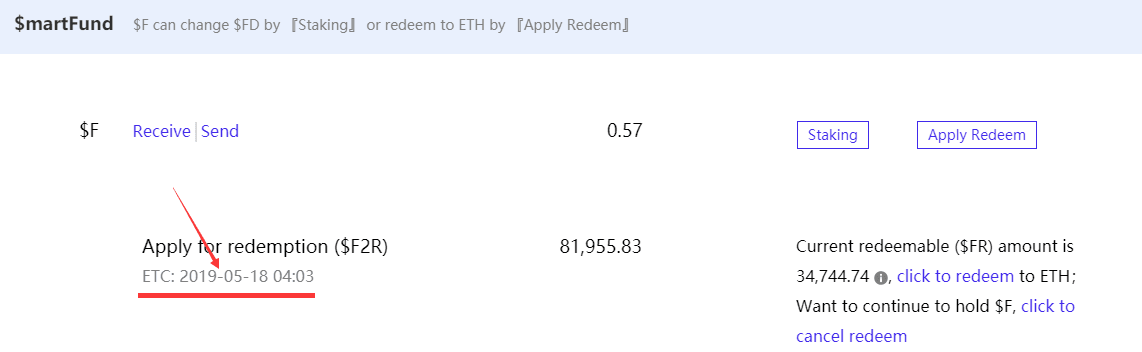 $martFund $F can change $FD by『Staking』or redeem to ETH by『Apply Redeem』
$F Receive | Send 0.57 Staking Apply Redeem
Apply for redemption ($F2R) 81,955.83 Current redeemable ($FR) amount is
ETC: 2019-05-18 04:03 34,744.74 , click to redeem to ETH;
Want to continue to hold $F, click to
cancel redeem